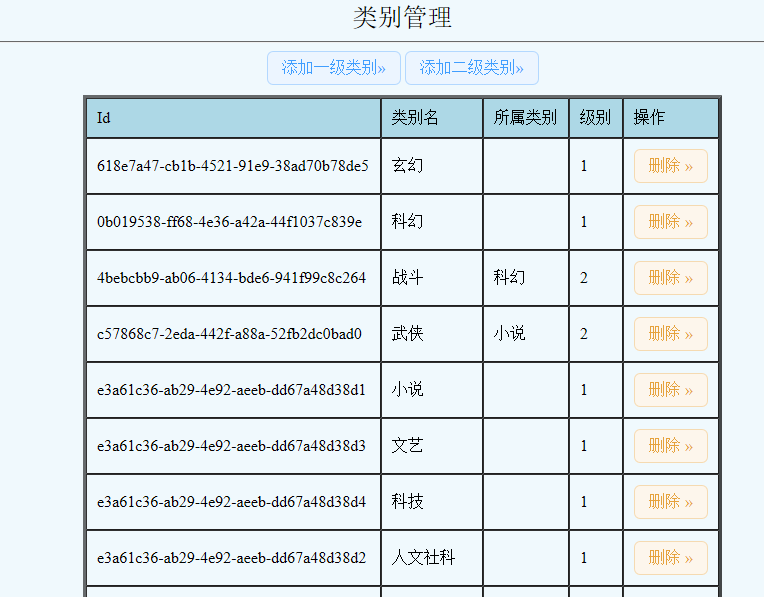 类别管理
添加一级类别» 添加二级类别»
Id 类别名 所属类别 级别 操作
618e7a47-cb1b-4521-91e9-38ad70b78de5 玄幻 1 删除 »
0b019538-ff68-4e36-a42a-44f1037c839e 科幻 1 删除 »
4bebcbb9-ab06-4134-bde6-941f99c8c264 战斗 科幻 2 删除 »
c57868c7-2eda-442f-a88a-52fb2dc0bad0 武侠 小说 2 删除 »
e3a61c36-ab29-4e92-aeeb-dd67a48d38d1 小说 1 删除 »
e3a61c36-ab29-4e92-aeeb-dd67a48d38d3 文艺 1 删除 »
e3a61c36-ab29-4e92-aeeb-dd67a48d38d4 科技 1 删除 »
e3a61c36-ab29-4e92-aeeb-dd67a48d38d2 人文社科 1 删除 »